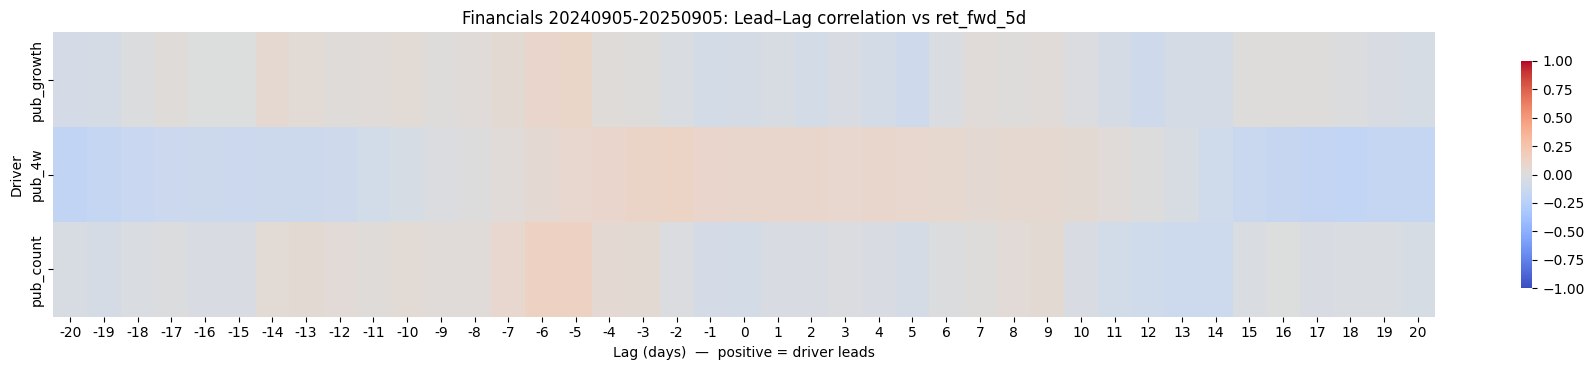 Financials 20240905-20250905: Lead–Lag correlation vs ret_fwd_5d
Driver
pub_growth
pub_4w
pub_count
-20 -19 -18 -17 -16 -15 -14 -13 -12 -11 -10 -9 -8 -7 -6 -5 -4 -3 -2 -1 0 1 2 3 4 5 6 7 8 9 10 11 12 13 14 15 16 17 18 19 20
Lag (days) — positive = driver leads
1.00
0.75
0.50
0.25
0.00
−0.25
−0.50
−0.75
−1.00